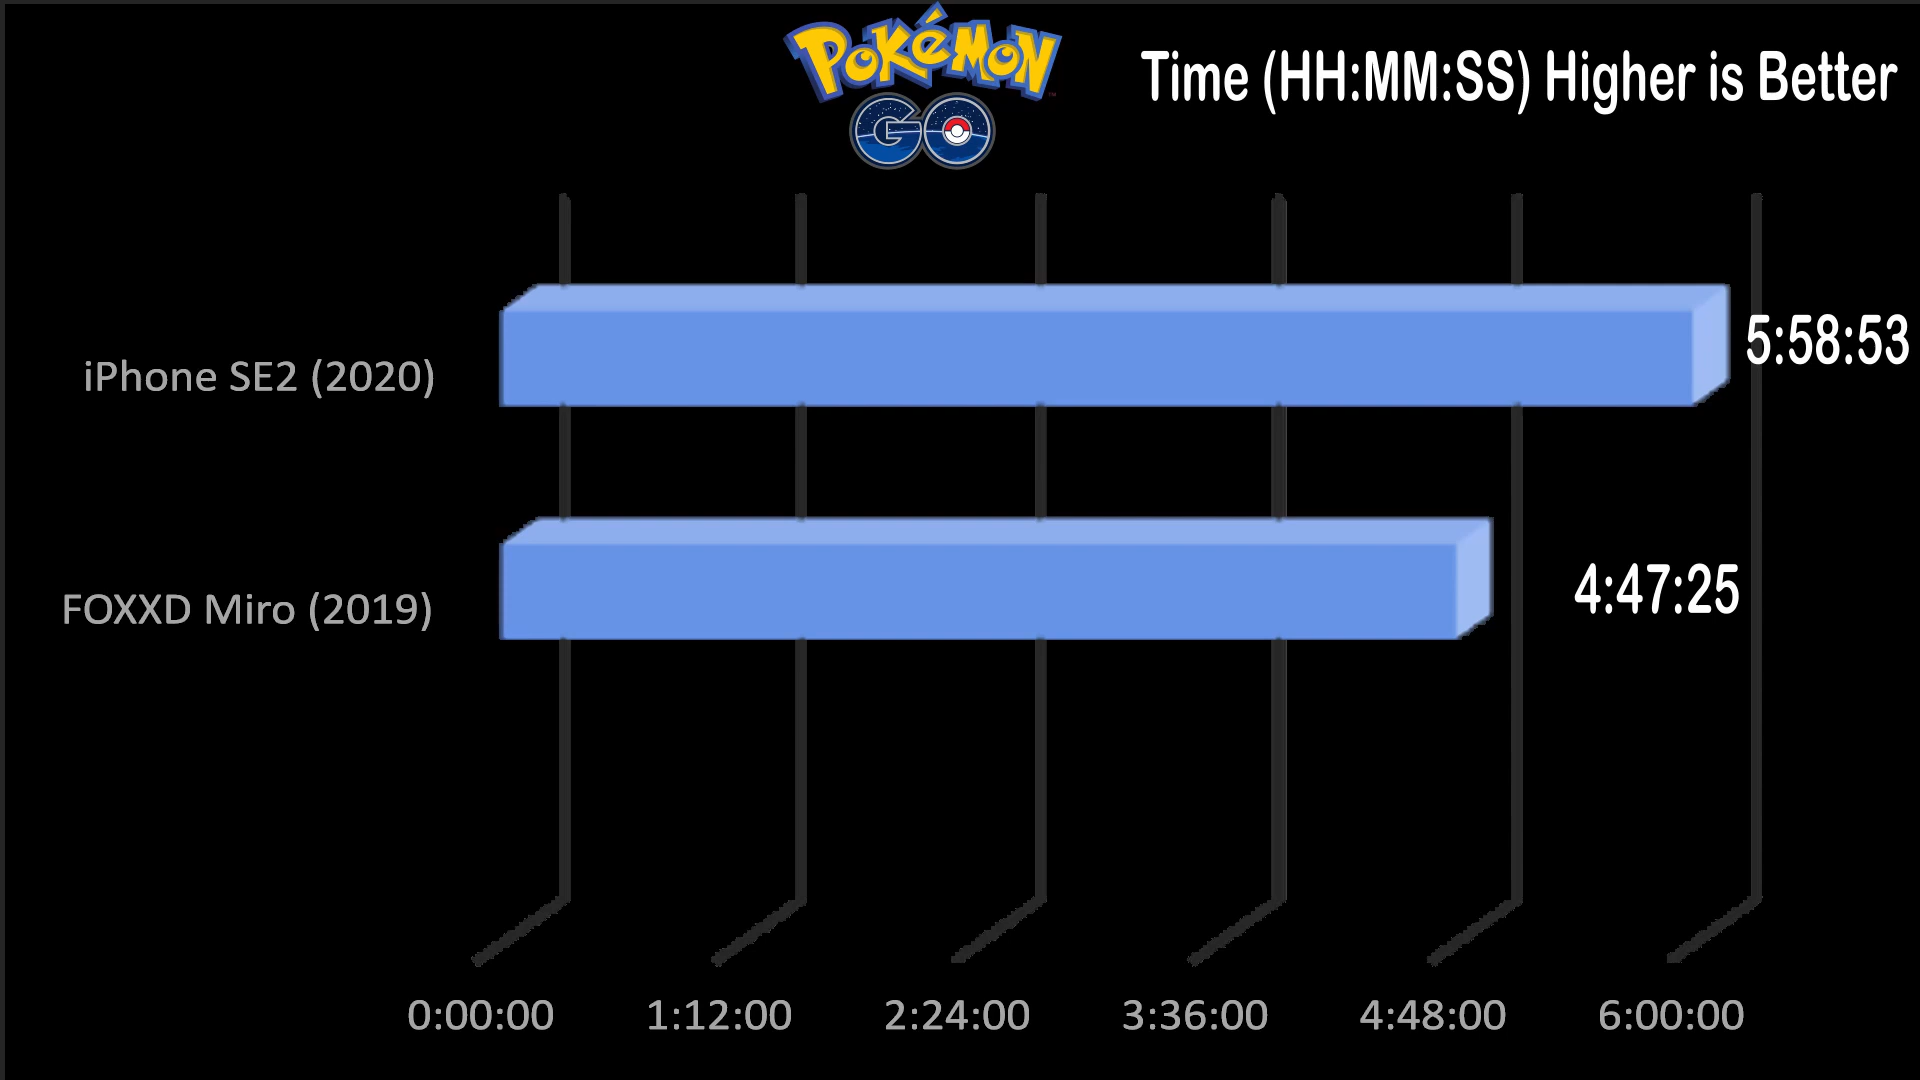 POKéMON
GO
Time (HH:MM:SS) Higher is Better
iPhone SE2 (2020)
5:58:53
FOXXD Miro (2019)
4:47:25
0:00:00 1:12:00 2:24:00 3:36:00 4:48:00 6:00:00